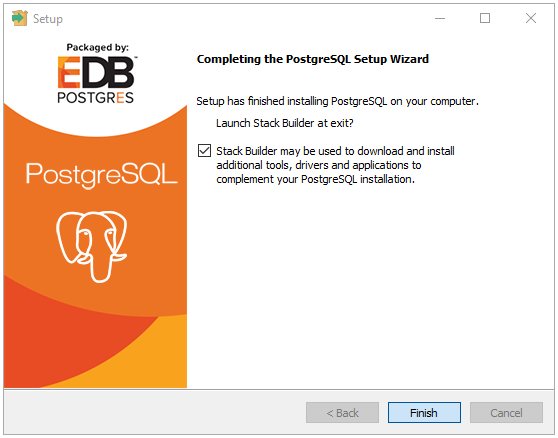 Setup
Packaged by:
EDB™
POSTGRES
PostgreSQL
Completing the PostgreSQL Setup Wizard
Setup has finished installing PostgreSQL on your computer.
Launch Stack Builder at exit?
Stack Builder may be used to download and install
additional tools, drivers and applications to
complement your PostgreSQL installation.
< Back
Finish
Cancel